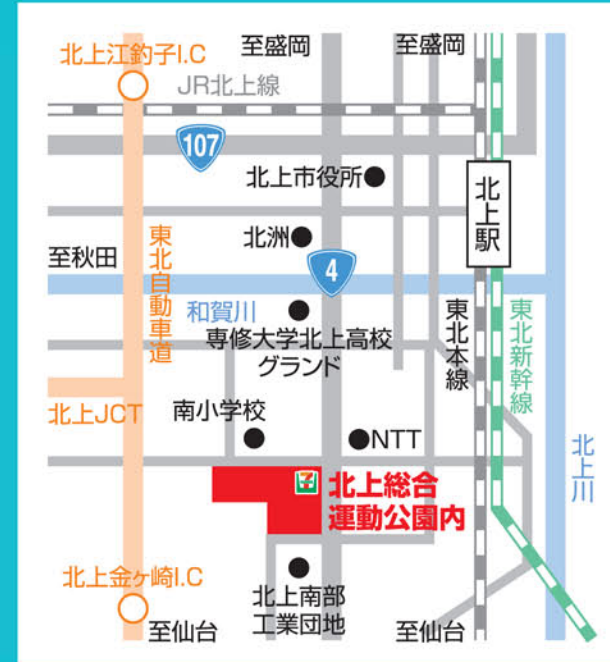 北上江釣子I.C
至盛岡
至盛岡
JR北上線
107
北上市役所
北上駅
北洲
至秋田
東北自動車道
4
和賀川
専修大学北上高校
グランド
東北本線
東北新幹線
北上JCT
南小学校
NTT
北上川
7
北上総合
運動公園内
北上金ヶ崎I.C
北上南部
工業団地
至仙台
至仙台